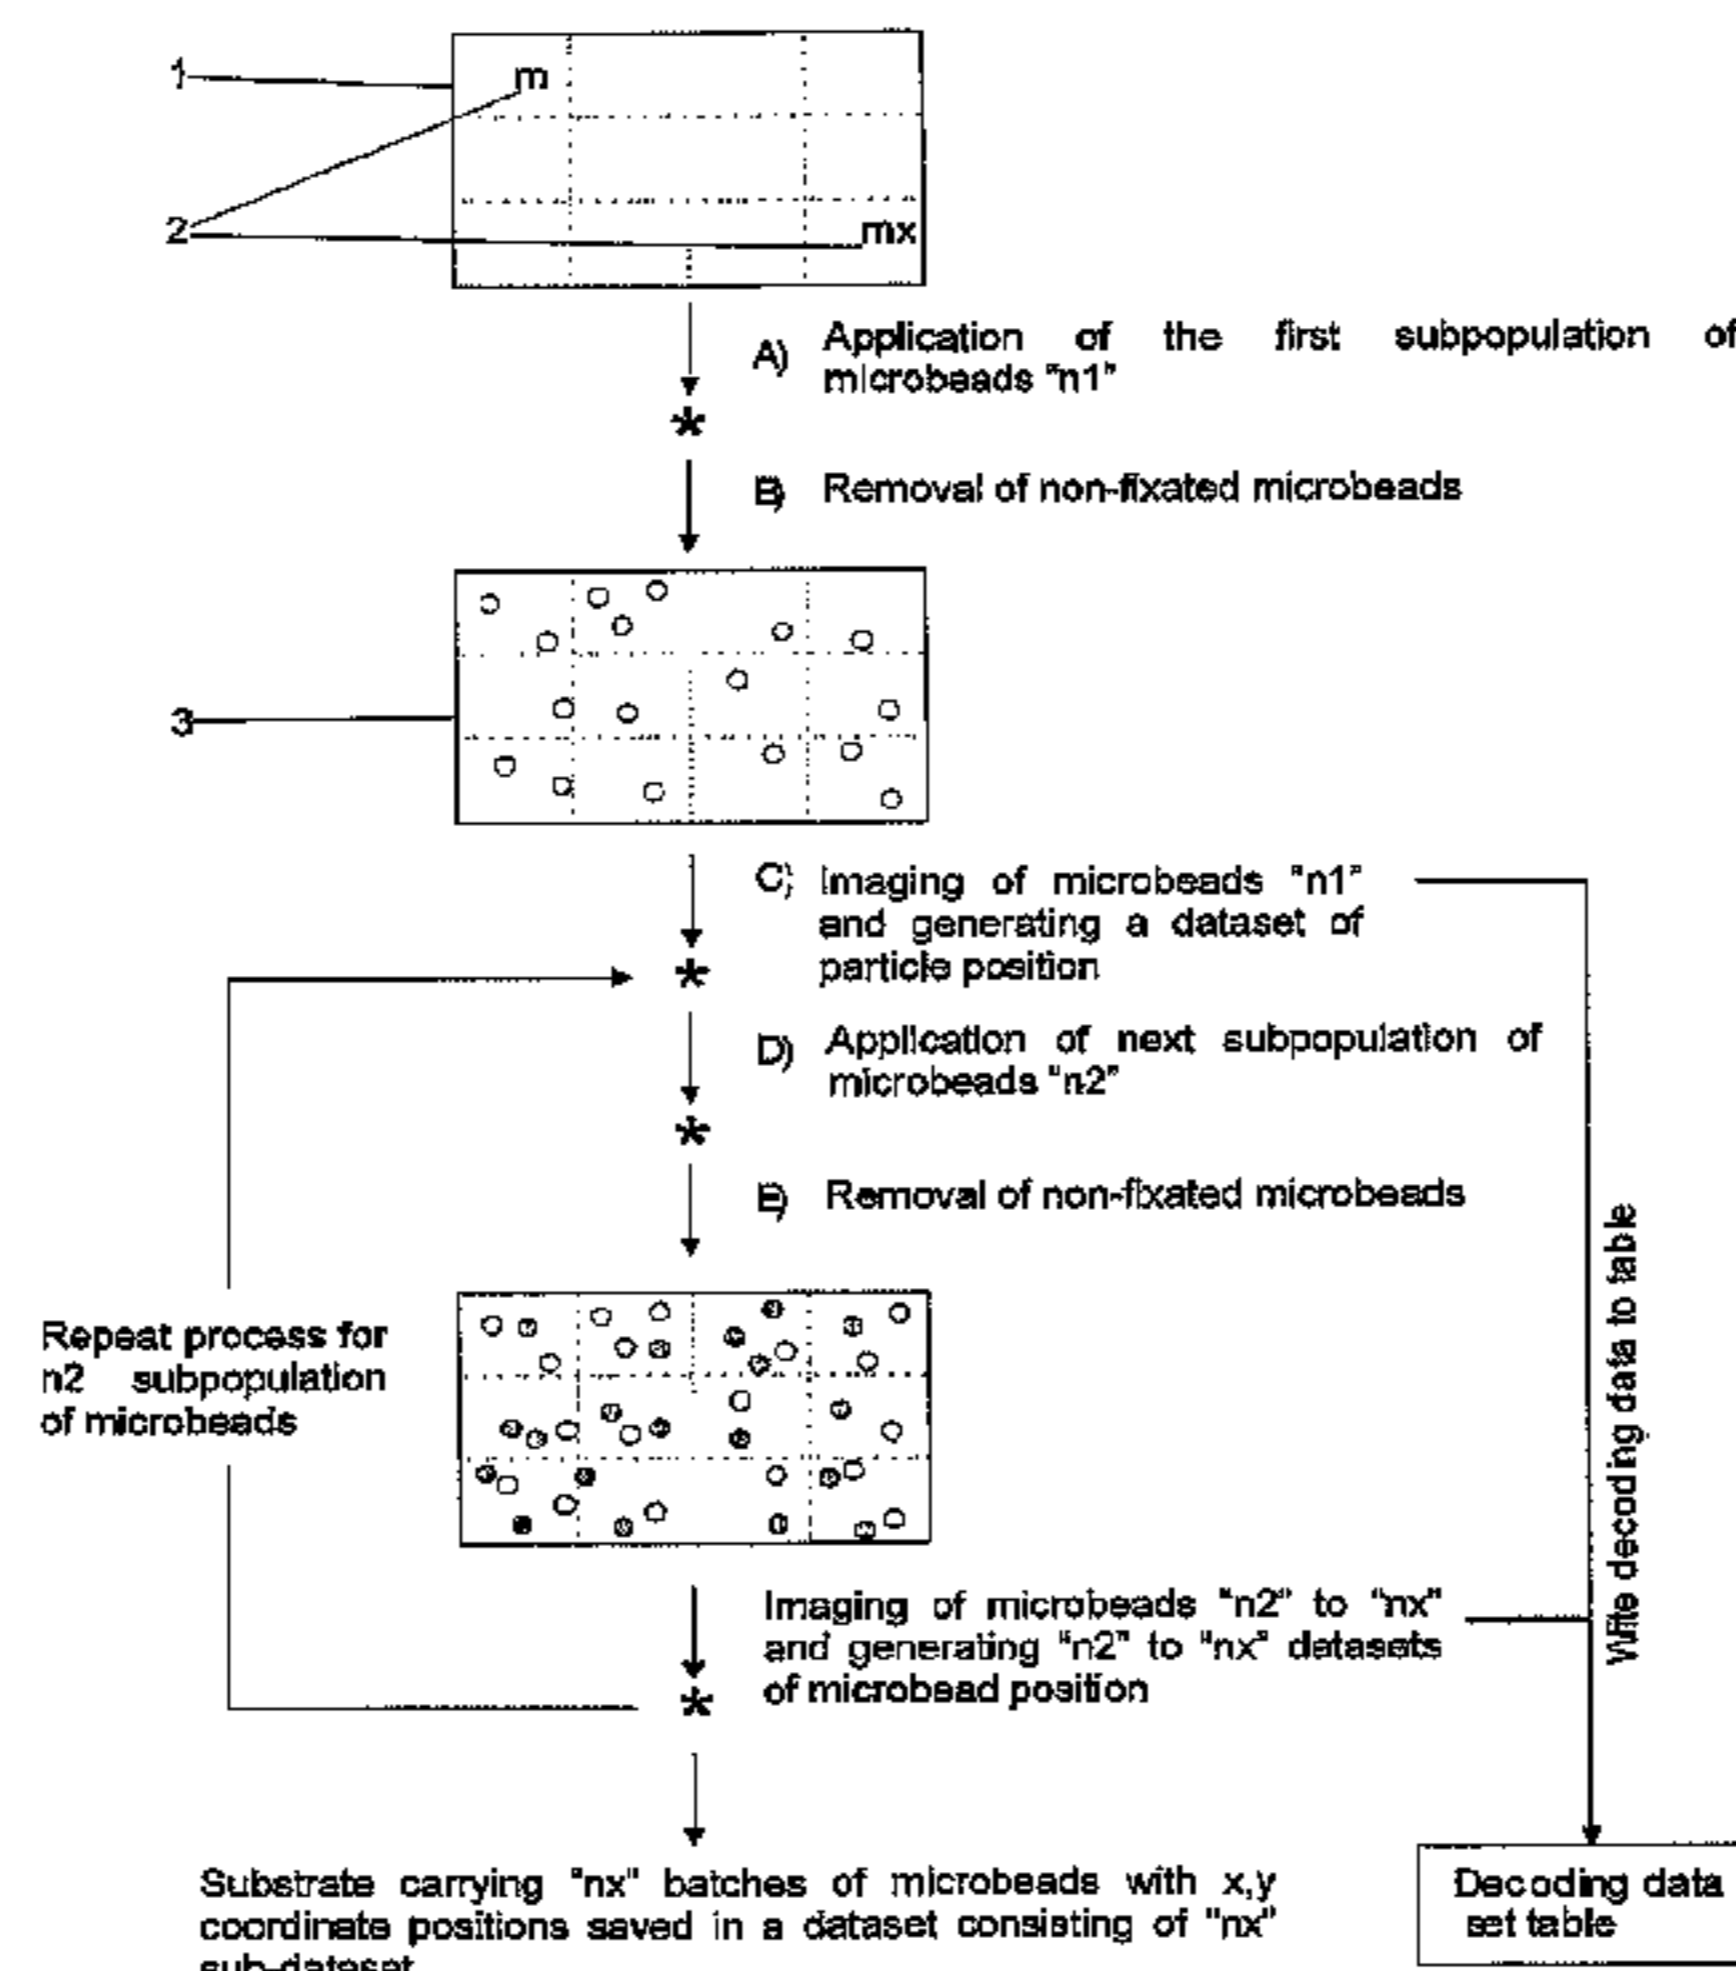 1
m
2
mx
A) Application of the first subpopulation of
microbeads "n1"
*
B) Removal of non-fixated microbeads
3
C) Imaging of microbeads "n1"
and generating a dataset of
particle position
*
D) Application of next subpopulation of
microbeads "n2"
*
E) Removal of non-fixated microbeads
Repeat process for
n2 subpopulation
of microbeads
Write decoding data to table
Imaging of microbeads "n2" to "nx"
and generating "n2" to "nx" datasets
of microbead position
*
Substrate carrying "nx" batches of microbeads with x,y
coordinate positions saved in a dataset consisting of "nx"
sub-dataset
Decoding data
set table